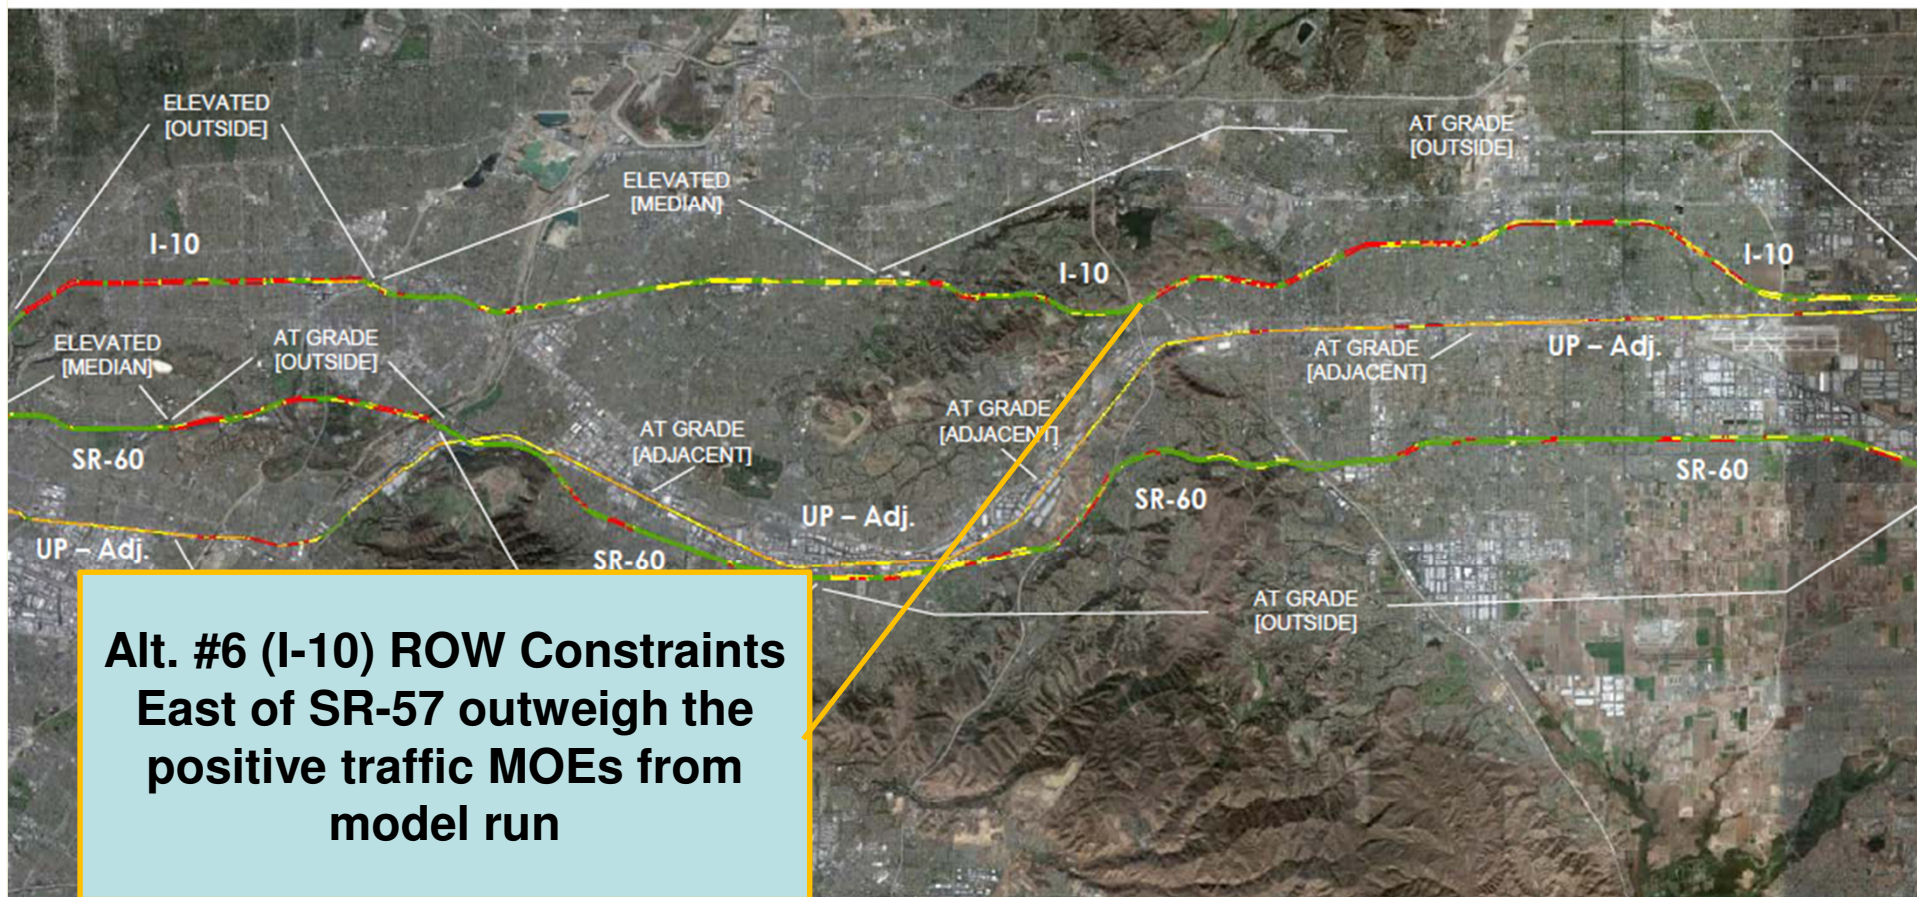 ELEVATED
[OUTSIDE]
AT GRADE
[OUTSIDE]
ELEVATED
[MEDIAN]
I-10
I-10
I-10
ELEVATED
[MEDIAN]
AT GRADE
[OUTSIDE]
AT GRADE
[ADJACENT]
UP – Adj.
AT GRADE
[ADJACENT]
AT GRADE
[ADJACENT]
SR-60
SR-60
SR-60
UP – Adj.
UP – Adj.
SR-60
AT GRADE
[OUTSIDE]
Alt. #6 (I-10) ROW Constraints
East of SR-57 outweigh the
positive traffic MOEs from
model run